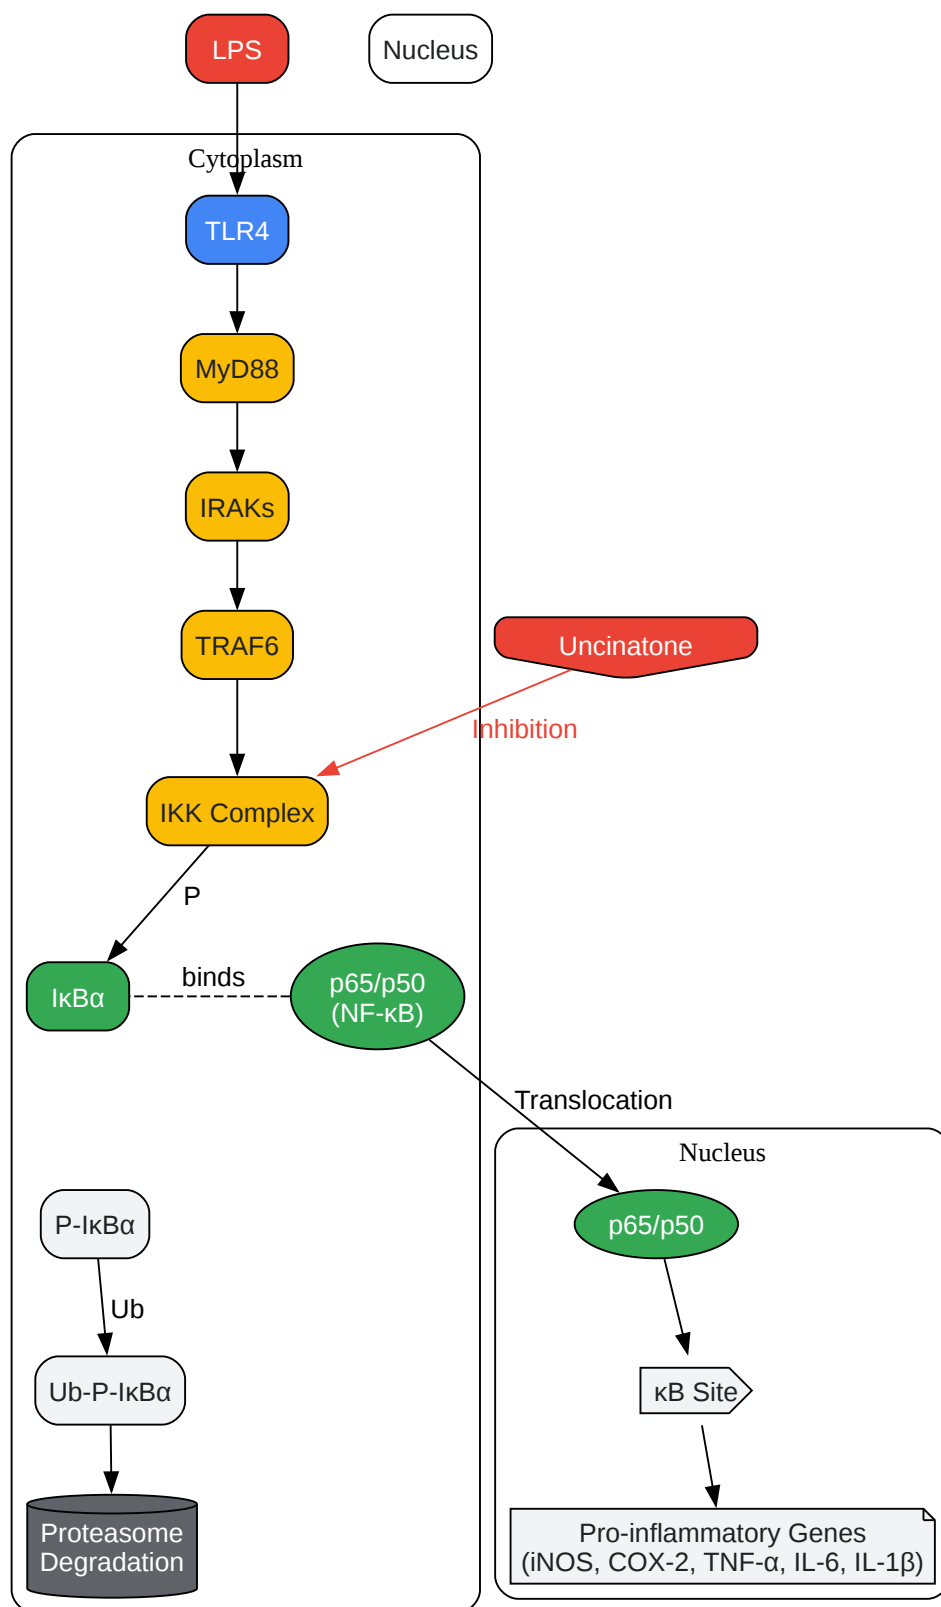 LPS
Nucleus
Cytoplasm
TLR4
MyD88
IRAKs
TRAF6
Uncinatone
Inhibition
IKK Complex
P
IκBα
binds
p65/p50
(NF-κB)
Translocation
Nucleus
P-IκBα
p65/p50
Ub
Ub-P-IκBα
κB Site
Proteasome
Degradation
Pro-inflammatory Genes
(iNOS, COX-2, TNF-α, IL-6, IL-1β)